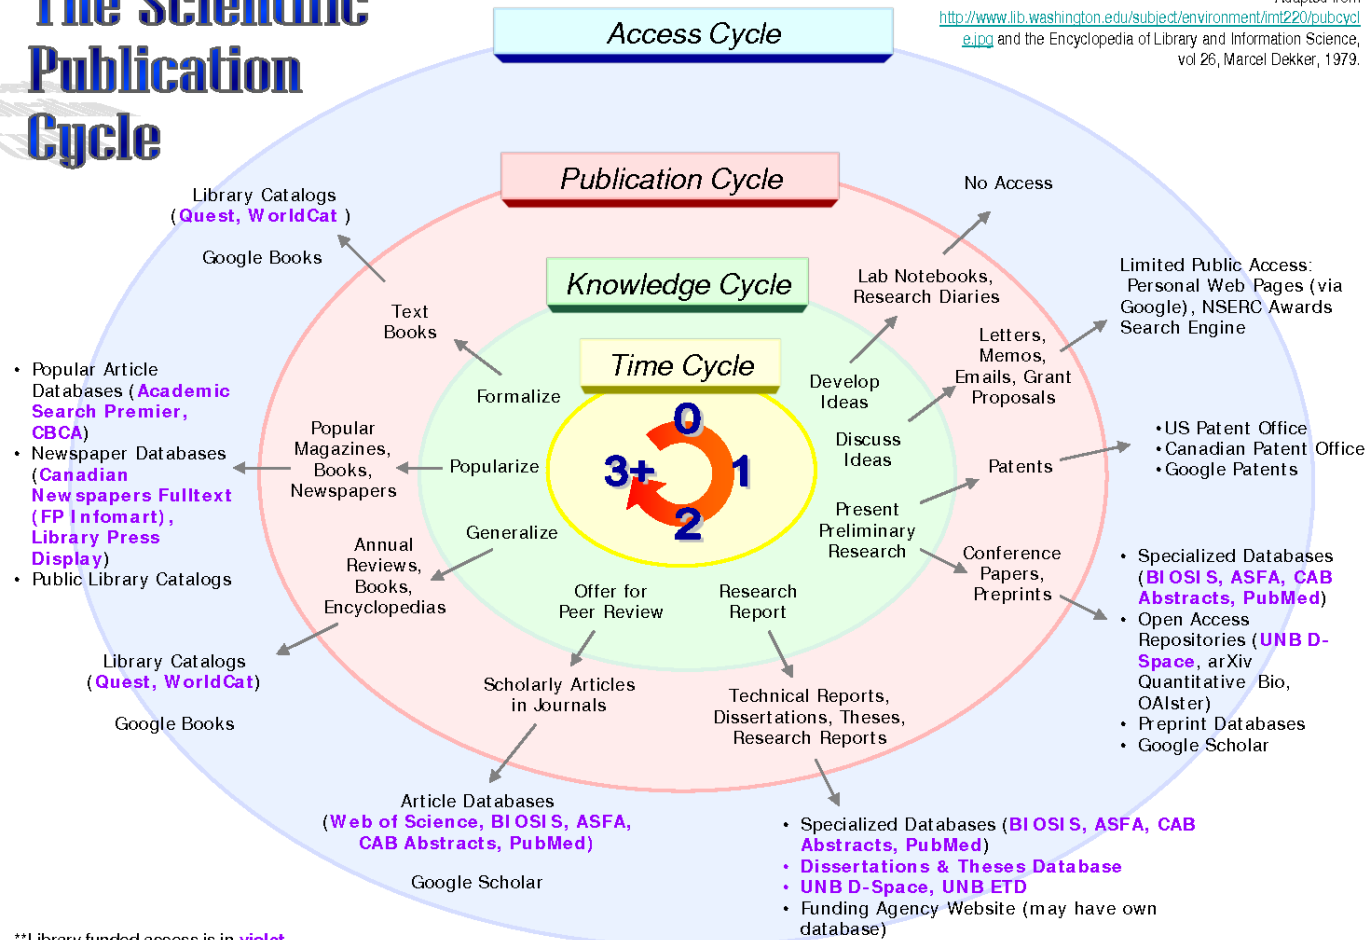 The Scientific
Publication
Cycle
Adapted from
http://www.lib.washington.edu/subject/environment/imt220/pubcycl
e.jpg and the Encyclopedia of Library and Information Science,
vol 26, Marcel Dekker, 1979.
Access Cycle
Publication Cycle
Knowledge Cycle
Time Cycle
0
1
2
3+
Develop
Ideas
Lab Notebooks,
Research Diaries
No Access
Discuss
Ideas
Letters,
Memos,
Emails, Grant
Proposals
Limited Public Access:
Personal Web Pages (via
Google), NSERC Awards
Search Engine
Present
Preliminary
Research
Patents
•US Patent Office
•Canadian Patent Office
•Google Patents
Conference
Papers,
Preprints
• Specialized Databases
(BIOSIS, ASFA, CAB
Abstracts, PubMed)
• Open Access
Repositories (UNB D-
Space, arXiv
Quantitative Bio,
OAIster)
• Preprint Databases
• Google Scholar
Research
Report
Technical Reports,
Dissertations, Theses,
Research Reports
• Specialized Databases (BIOSIS, ASFA, CAB
Abstracts, PubMed)
• Dissertations & Theses Database
• UNB D-Space, UNB ETD
• Funding Agency Website (may have own
database)
Offer for
Peer Review
Scholarly Articles
in Journals
Article Databases
(Web of Science, BIOSIS, ASFA,
CAB Abstracts, PubMed)
Google Scholar
Generalize
Annual
Reviews,
Books,
Encyclopedias
Library Catalogs
(Quest, WorldCat)
Google Books
Popularize
Popular
Magazines,
Books,
Newspapers
• Popular Article
Databases (Academic
Search Premier,
CBCA)
• Newspaper Databases
(Canadian
Newspapers Fulltext
(FP Infomart),
Library Press
Display)
• Public Library Catalogs
Formalize
Text
Books
Library Catalogs
(Quest, WorldCat )
Google Books
**Library funded access is in violet